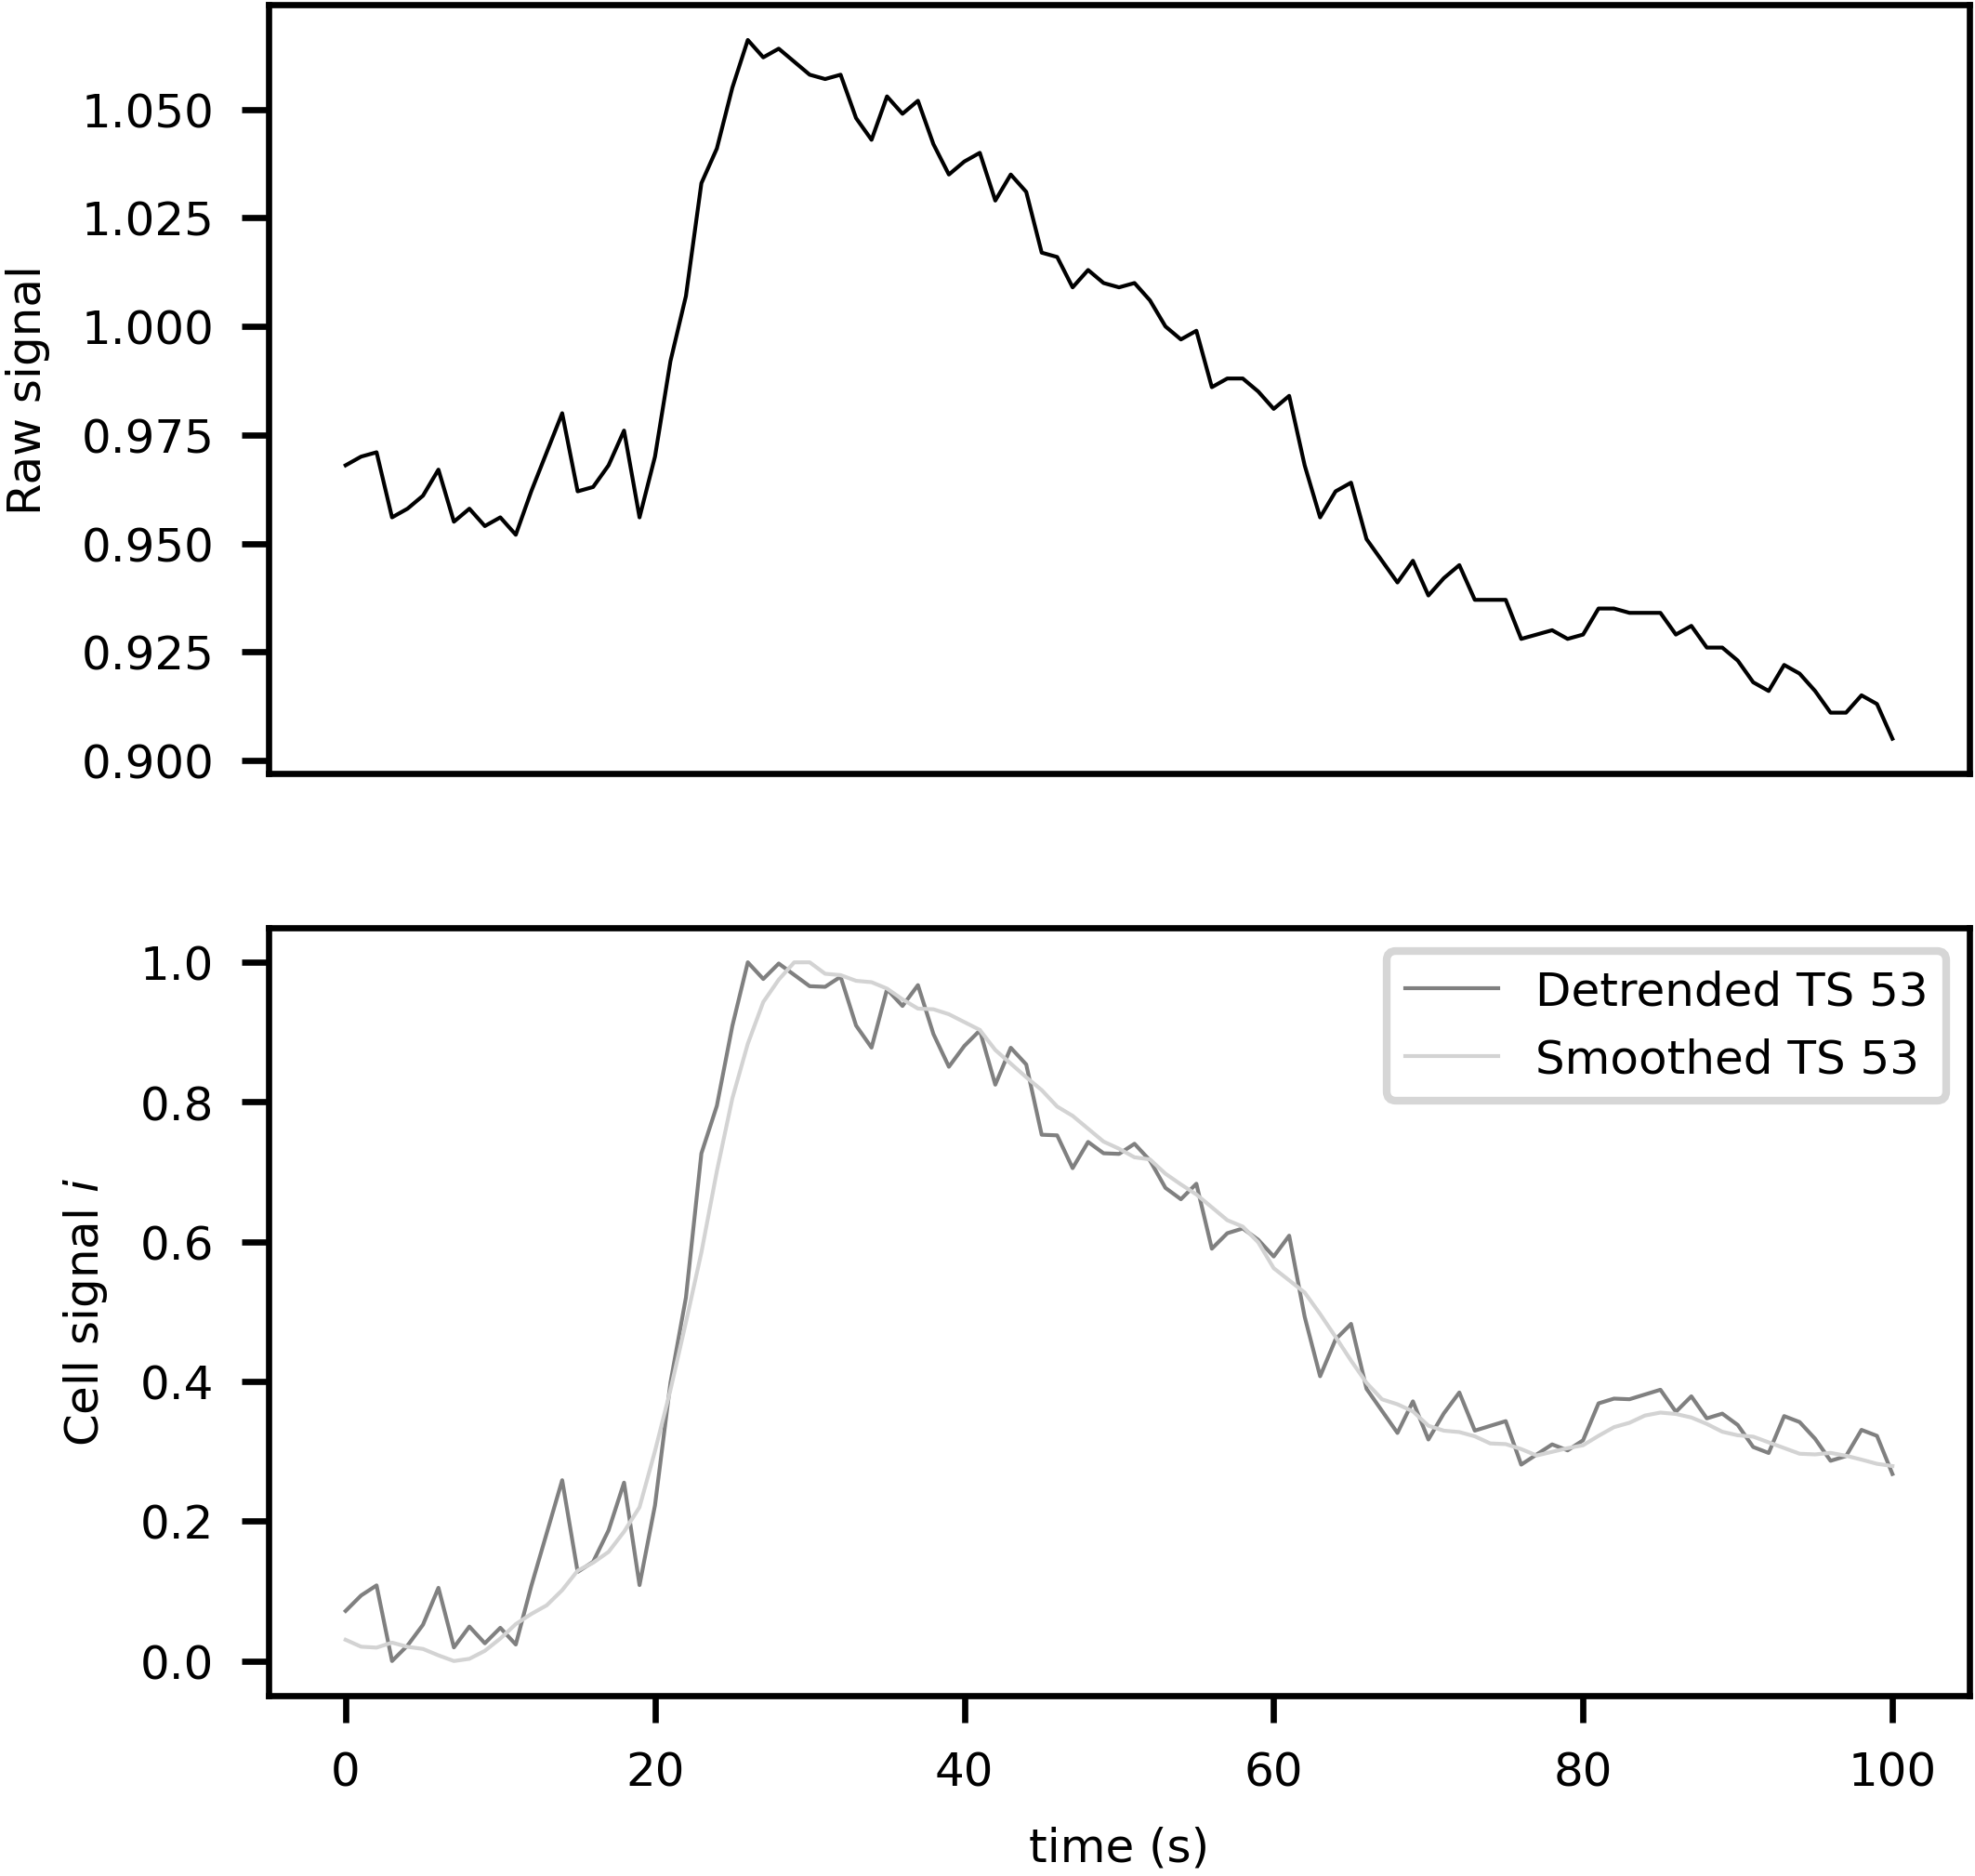 Raw signal
1.050
1.025
1.000
0.975
0.950
0.925
0.900
Cell signal i
1.0
0.8
0.6
0.4
0.2
0.0
Detrended TS 53
Smoothed TS 53
0 20 40 60 80 100
time (s)